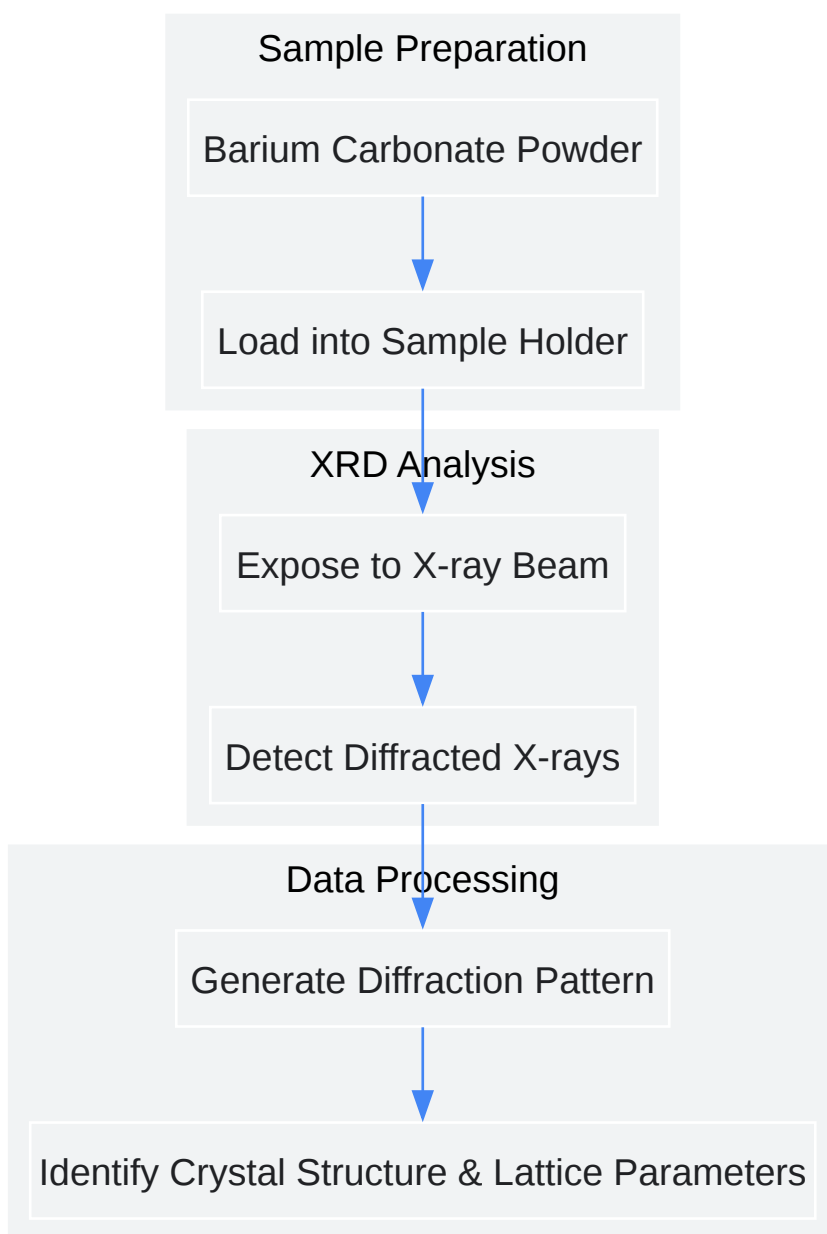 Sample Preparation
Barium Carbonate Powder
Load into Sample Holder
XRD Analysis
Expose to X-ray Beam
Detect Diffracted X-rays
Data Processing
Generate Diffraction Pattern
Identify Crystal Structure & Lattice Parameters